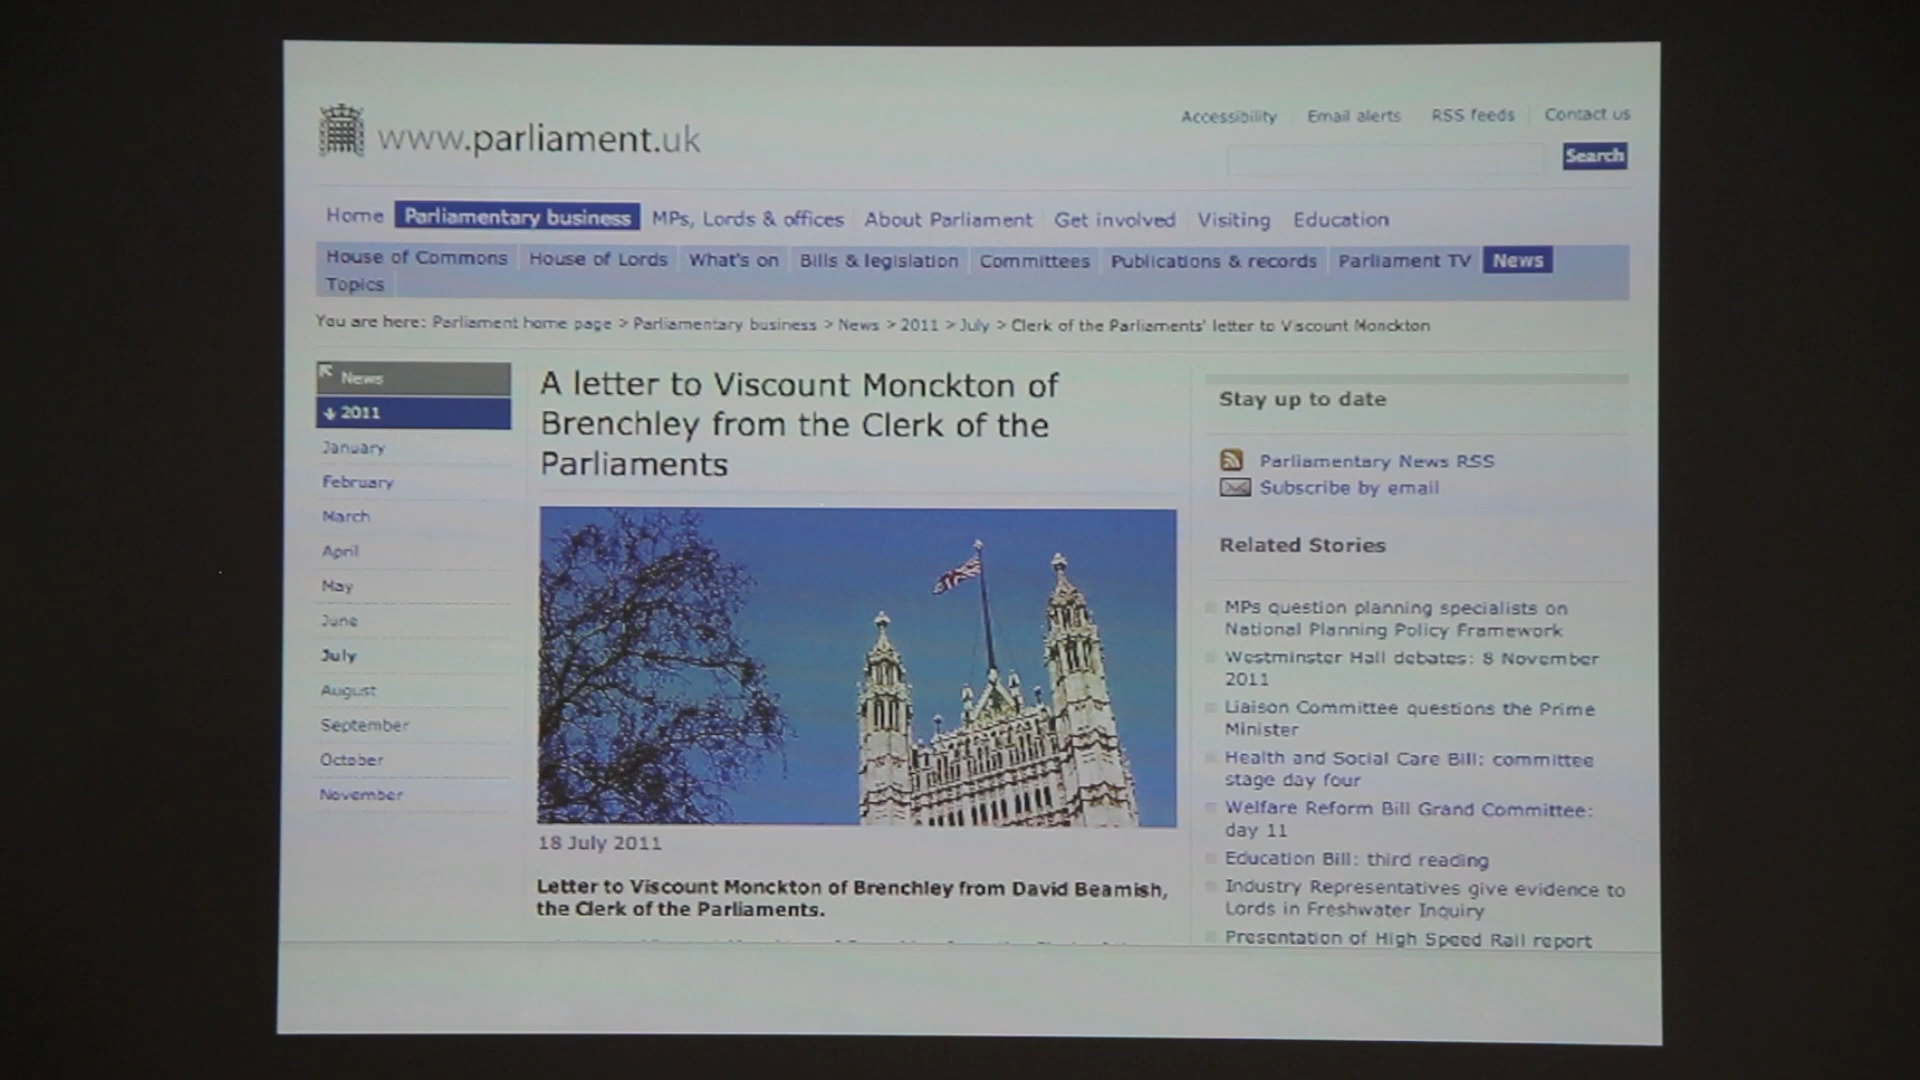 www.parliament.uk
Accessibility
Email alerts
RSS feeds
Contact us
Search
Home
Parliamentary business
MPs, Lords & offices
About Parliament
Get involved
Visiting
Education
House of Commons
House of Lords
What's on
Bills & legislation
Committees
Publications & records
Parliament TV
News
Topics
You are here: Parliament home page > Parliamentary business > News > 2011 > July > Clerk of the Parliaments' letter to Viscount Monckton
News
2011
January
February
March
April
May
June
July
August
September
October
November
A letter to Viscount Monckton of
Brenchley from the Clerk of the
Parliaments
18 July 2011
Letter to Viscount Monckton of Brenchley from David Beamish,
the Clerk of the Parliaments.
Stay up to date
Parliamentary News RSS
Subscribe by email
Related Stories
MPs question planning specialists on
National Planning Policy Framework
Westminster Hall debates: 8 November
2011
Liaison Committee questions the Prime
Minister
Health and Social Care Bill: committee
stage day four
Welfare Reform Bill Grand Committee:
day 11
Education Bill: third reading
Industry Representatives give evidence to
Lords in Freshwater Inquiry
Presentation of High Speed Rail report